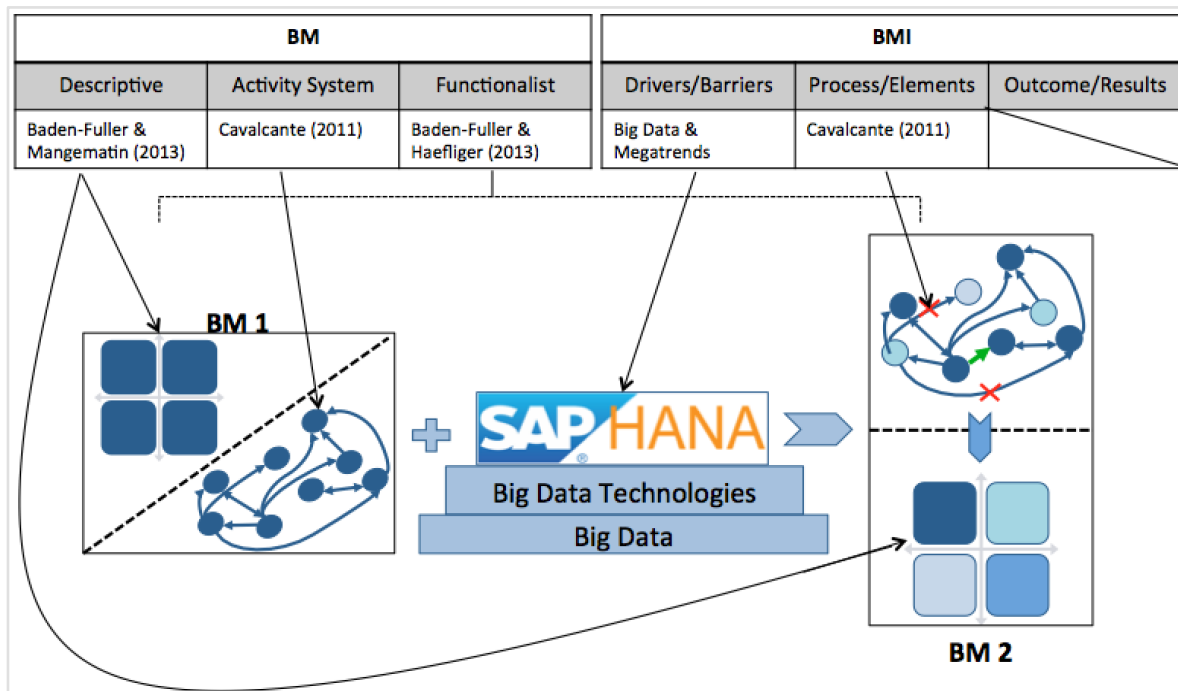 BM
BMI
Descriptive
Activity System
Functionalist
Drivers/Barriers
Process/Elements
Outcome/Results
Baden-Fuller &
Mangematin (2013)
Cavalcante (2011)
Baden-Fuller &
Haefliger (2013)
Big Data &
Megatrends
Cavalcante (2011)
BM 1
SAP® HANA
Big Data Technologies
Big Data
BM 2